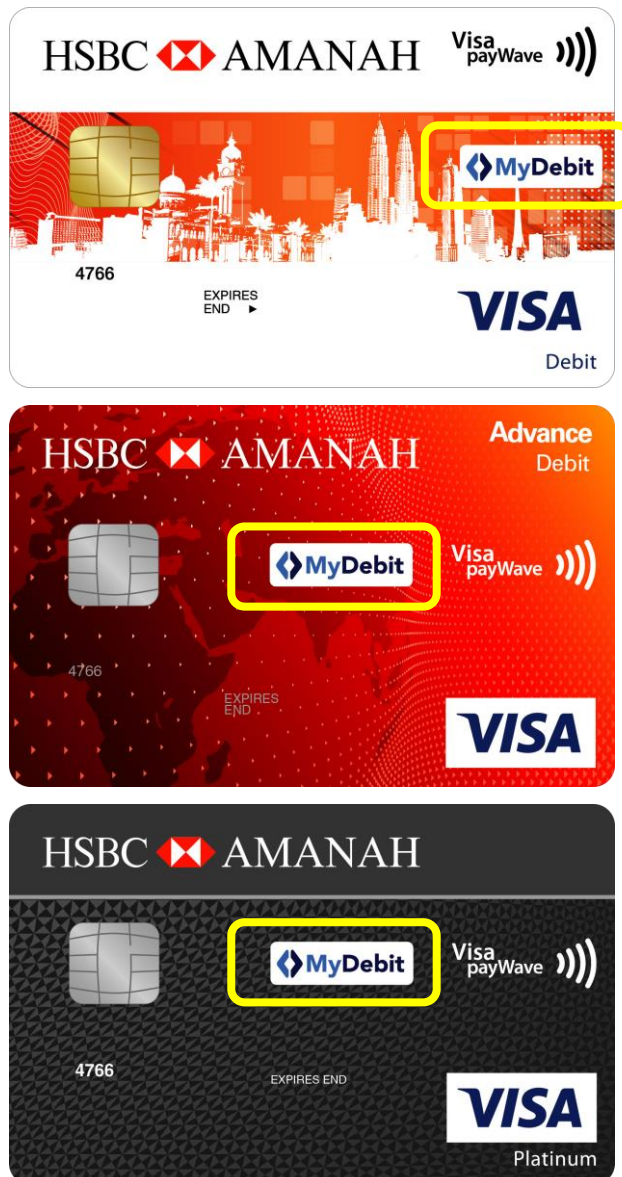 HSBC AMANAH
Visa payWave
MyDebit
4766
EXPIRES END ►
VISA
Debit
HSBC AMANAH
Advance
Debit
MyDebit
Visa payWave
4766
EXPIRES END
VISA
HSBC AMANAH
MyDebit
Visa payWave
4766
EXPIRES END
VISA
Platinum